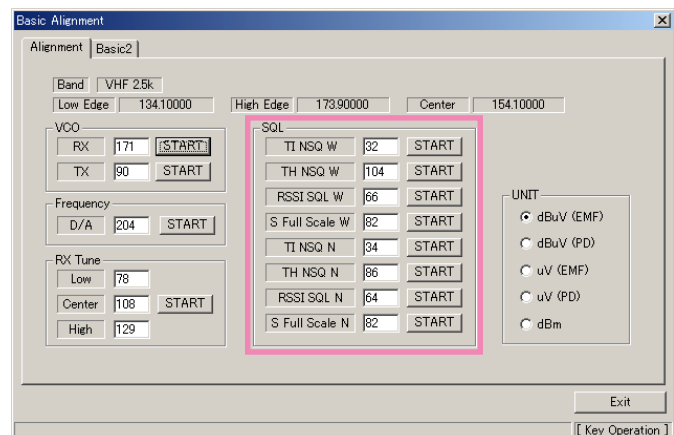 Basic Alignment
Alignment Basic2
Band VHF 2.5k
Low Edge 134.10000 High Edge 173.90000 Center 154.10000
VCO
RX 171 START
TX 90 START
Frequency
D/A 204 START
RX Tune
Low 78
Center 108 START
High 129
SQL
TI NSQ W 32 START
TH NSQ W 104 START
RSSI SQL W 66 START
S Full Scale W 82 START
TI NSQ N 34 START
TH NSQ N 86 START
RSSI SQL N 64 START
S Full Scale N 82 START
UNIT
dBuV (EMF)
dBuV (PD)
uV (EMF)
uV (PD)
dBm
Exit
[ Key Operation ]